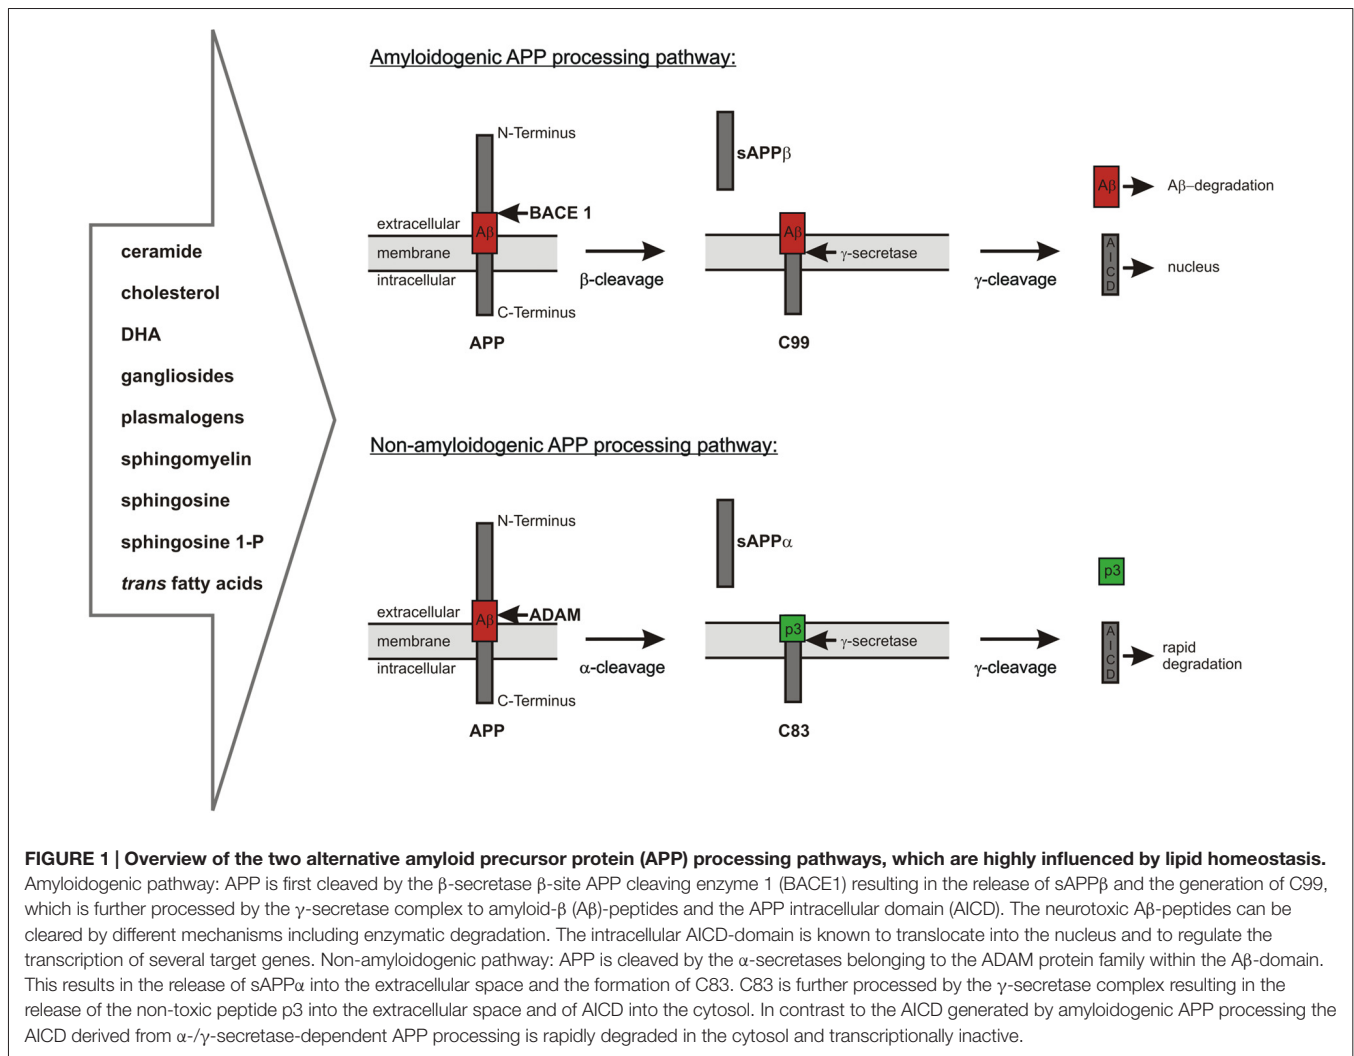 Amyloidogenic APP processing pathway:
N-Terminus
sAPPβ
Aβ
Aβ–degradation
BACE 1
extracellular
Aβ
Aβ
membrane
γ-secretase
intracellular
β-cleavage
γ-cleavage
A
I
C
D
nucleus
C-Terminus
APP
C99
ceramide
cholesterol
DHA
gangliosides
plasmalogens
sphingomyelin
sphingosine
sphingosine 1-P
trans fatty acids
Non-amyloidogenic APP processing pathway:
N-Terminus
sAPPα
p3
extracellular
Aβ
ADAM
p3
membrane
γ-secretase
intracellular
α-cleavage
γ-cleavage
A
I
C
D
rapid
degradation
C-Terminus
APP
C83
FIGURE 1 | Overview of the two alternative amyloid precursor protein (APP) processing pathways, which are highly influenced by lipid homeostasis.
Amyloidogenic pathway: APP is first cleaved by the β-secretase β-site APP cleaving enzyme 1 (BACE1) resulting in the release of sAPPβ and the generation of C99,
which is further processed by the γ-secretase complex to amyloid-β (Aβ)-peptides and the APP intracellular domain (AICD). The neurotoxic Aβ-peptides can be
cleared by different mechanisms including enzymatic degradation. The intracellular AICD-domain is known to translocate into the nucleus and to regulate the
transcription of several target genes. Non-amyloidogenic pathway: APP is cleaved by the α-secretases belonging to the ADAM protein family within the Aβ-domain.
This results in the release of sAPPα into the extracellular space and the formation of C83. C83 is further processed by the γ-secretase complex resulting in the
release of the non-toxic peptide p3 into the extracellular space and of AICD into the cytosol. In contrast to the AICD generated by amyloidogenic APP processing the
AICD derived from α-/γ-secretase-dependent APP processing is rapidly degraded in the cytosol and transcriptionally inactive.